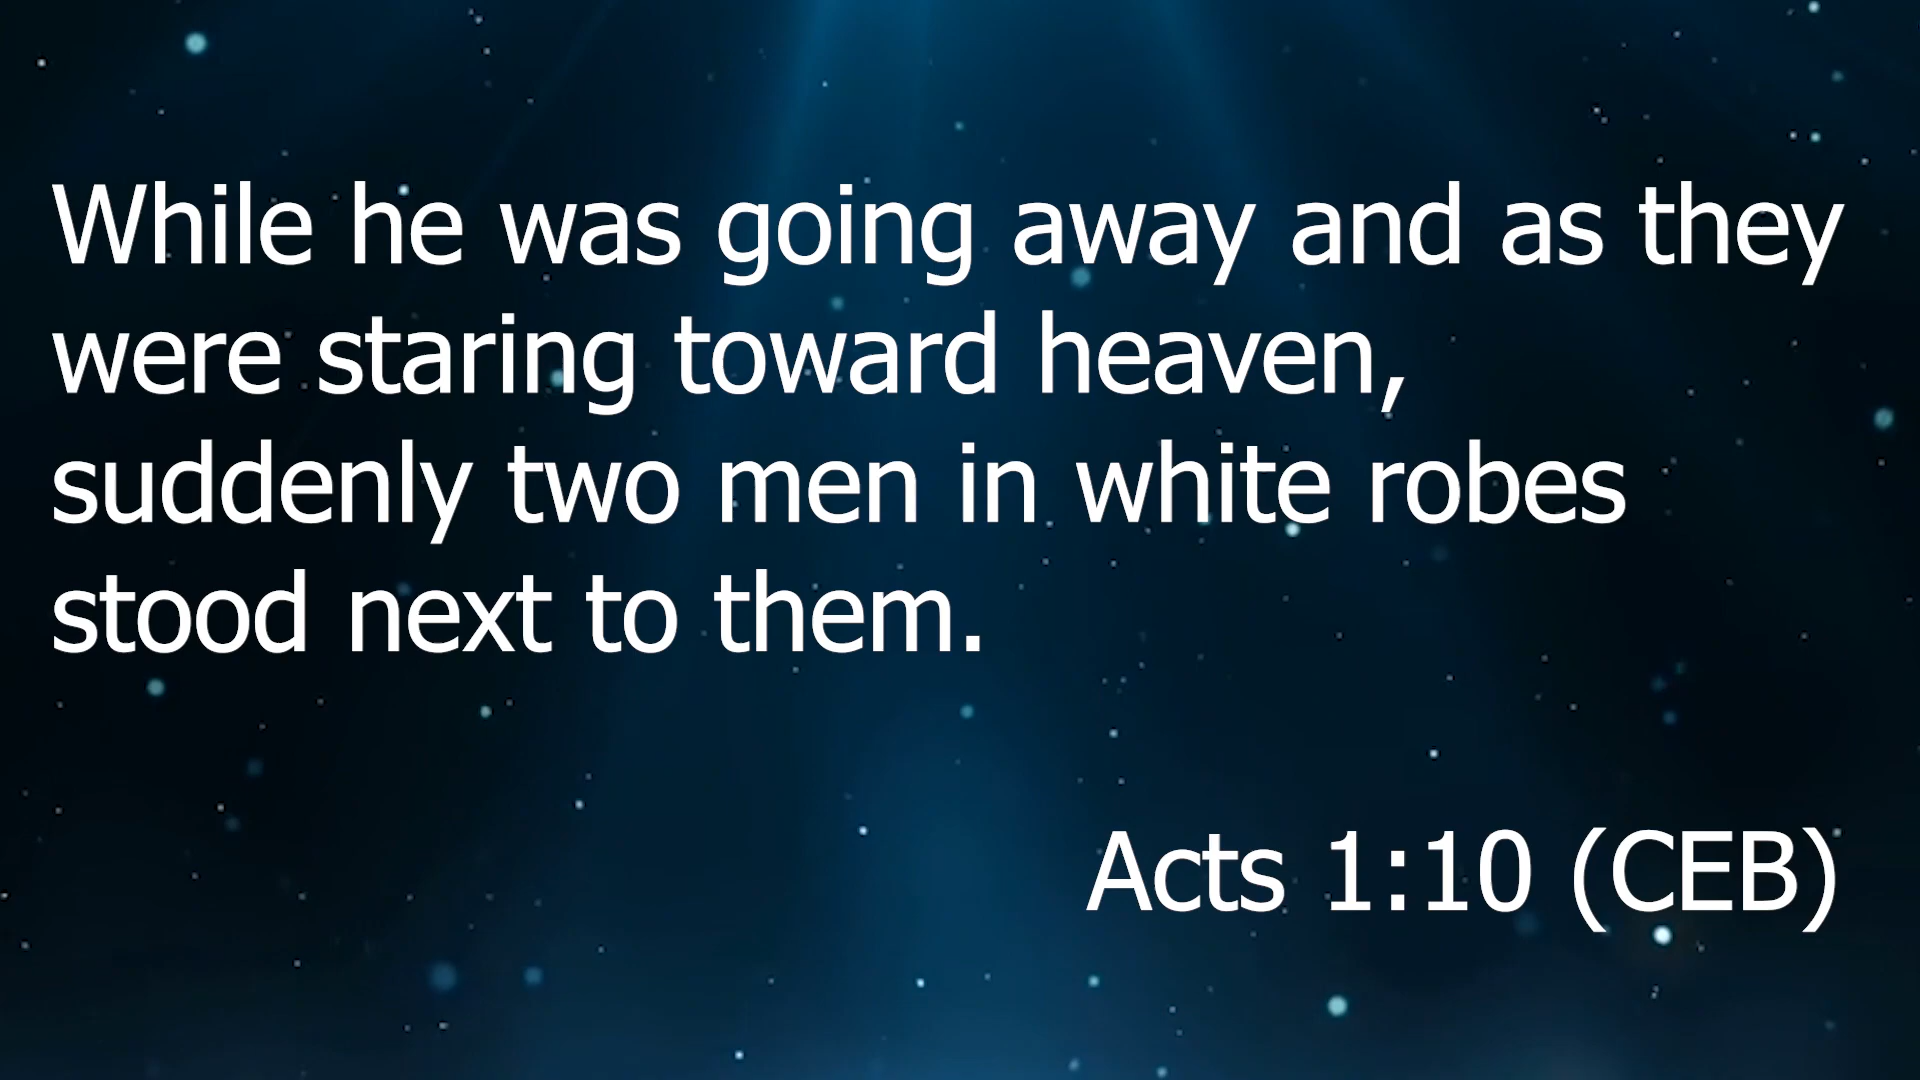 While he was going away and as they
were staring toward heaven,
suddenly two men in white robes
stood next to them.
Acts 1:10 (CEB)